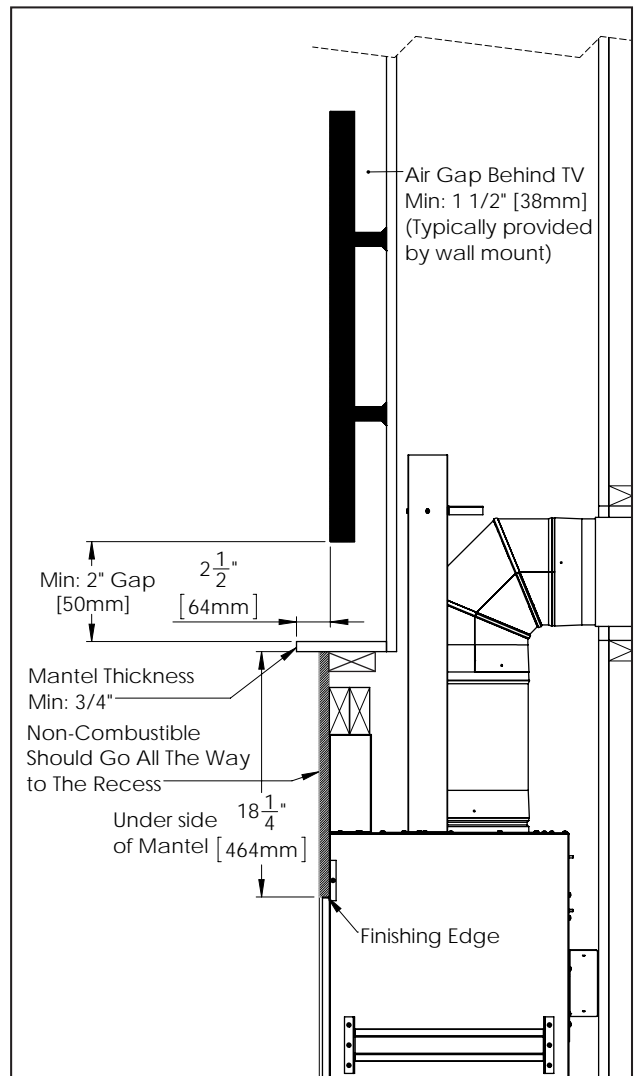 Air Gap Behind TV
Min: 1 1/2" [38mm]
(Typically provided
by wall mount)
Min: 2" Gap
[50mm]
2 1/2"
[64mm]
Mantel Thickness
Min: 3/4"
Non-Combustible
Should Go All The Way
to The Recess
Under side
of Mantel
18 1/4"
[464mm]
Finishing Edge